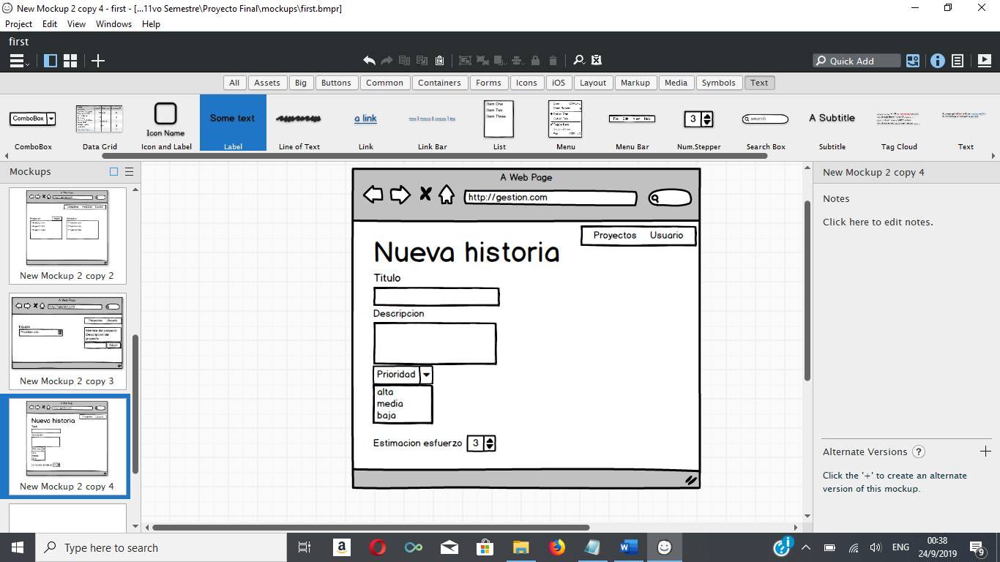 New Mockup 2 copy 4 - first - [...11vo Semestre\Proyecto Final\mockups\first.bmpr]
Project Edit View Windows Help
first
Quick Add
All Assets Big Buttons Common Containers Forms Icons iOS Layout Markup Media Symbols Text
ComboBox
Icon Name
Some text
a link
Item One
Item Two
Item Three
3
search
A Subtitle
ComboBox Data Grid Icon and Label Label Line of Text Link Link Bar List Menu Menu Bar Num.Stepper Search Box Subtitle Tag Cloud Text
Mockups
New Mockup 2 copy 2
New Mockup 2 copy 3
Nueva historia
New Mockup 2 copy 4
A Web Page
http://gestion.com
Proyectos Usuario
Nueva historia
Titulo
Descripcion
Prioridad
alta
media
baja
Estimacion esfuerzo 3
New Mockup 2 copy 4
Notes
Click here to edit notes.
Alternate Versions ?
Click the '+' to create an alternate
version of this mockup.
Type here to search
ENG
00:38
24/9/2019
9